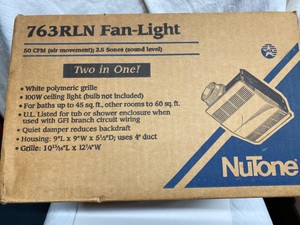 763RLN Fan-Light
50 CFM (air movement); 2.5 Sones (sound level)
Two in One!
• White polymeric grille
• 100W ceiling light (bulb not included)
• For baths up to 45 sq. ft., other rooms to 60 sq. ft.
• U.L. Listed for tub or shower enclosure when
used with GFI branch circuit wiring
• Quiet damper reduces backdraft
• Housing: 9"L x 9"W x 5½"D; uses 4" duct
• Grille: "L x 12¼"W
NuTone